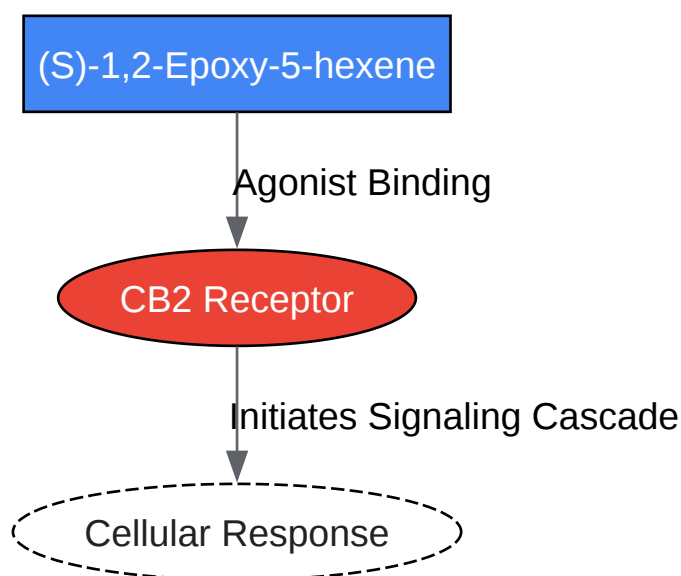 (S)-1,2-Epoxy-5-hexene
Agonist Binding
CB2 Receptor
Initiates Signaling Cascade
Cellular Response